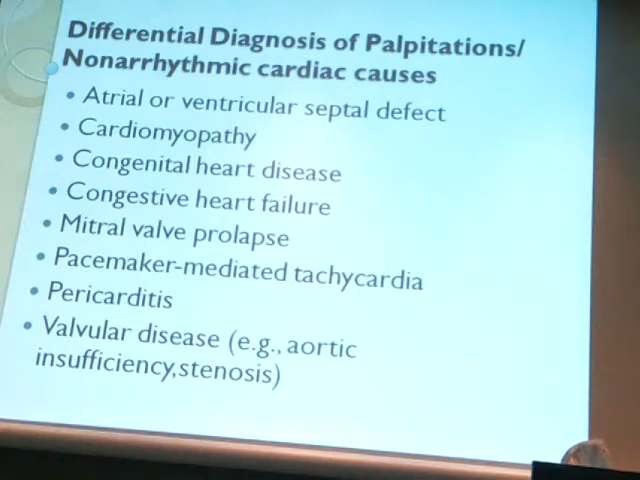 Differential Diagnosis of Palpitations/
Nonarrhythmic cardiac causes
• Atrial or ventricular septal defect
• Cardiomyopathy
• Congenital heart disease
• Congestive heart failure
• Mitral valve prolapse
• Pacemaker-mediated tachycardia
• Pericarditis
• Valvular disease (e.g., aortic
insufficiency,stenosis)